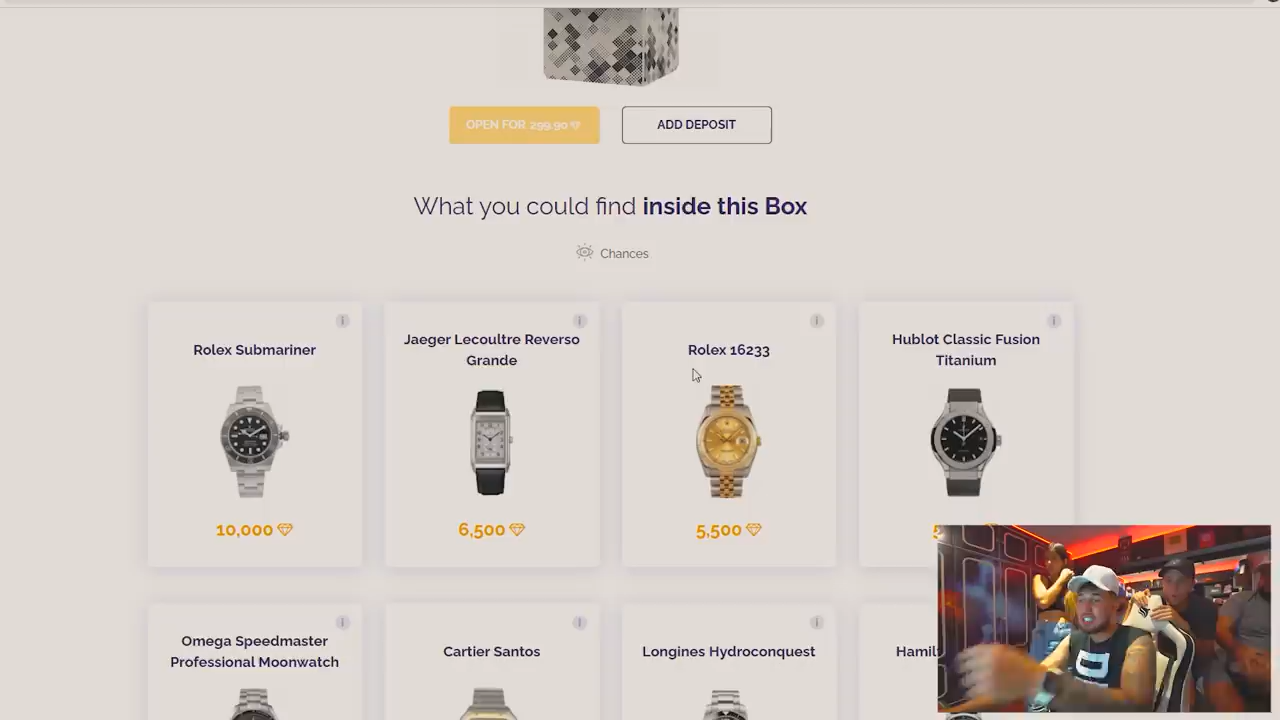 OPEN FOR 299.90
ADD DEPOSIT
What you could find inside this Box
Chances
Rolex Submariner
Jaeger Lecoultre Reverso
Grande
Rolex 16233
Hublot Classic Fusion
Titanium
10,000
6,500
5,500
Omega Speedmaster
Professional Moonwatch
Cartier Santos
Longines Hydroconquest